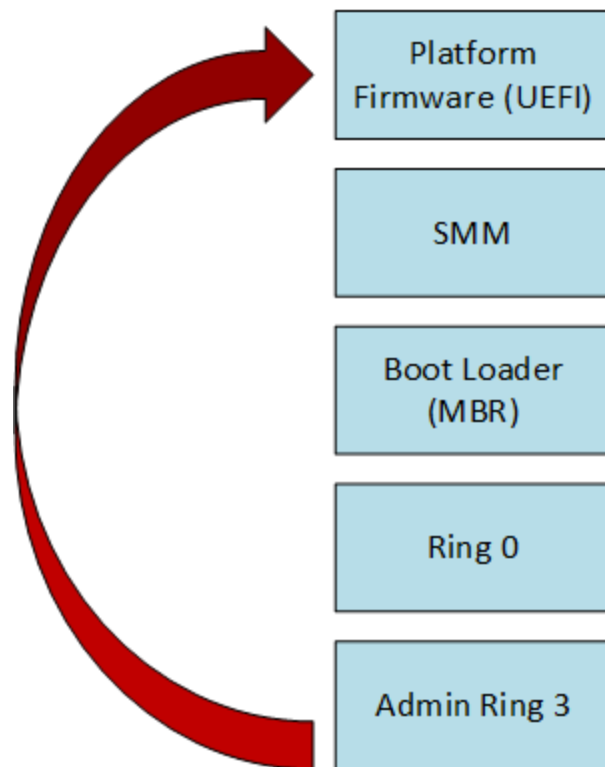 Platform
Firmware (UEFI)
SMM
Boot Loader
(MBR)
Ring 0
Admin Ring 3